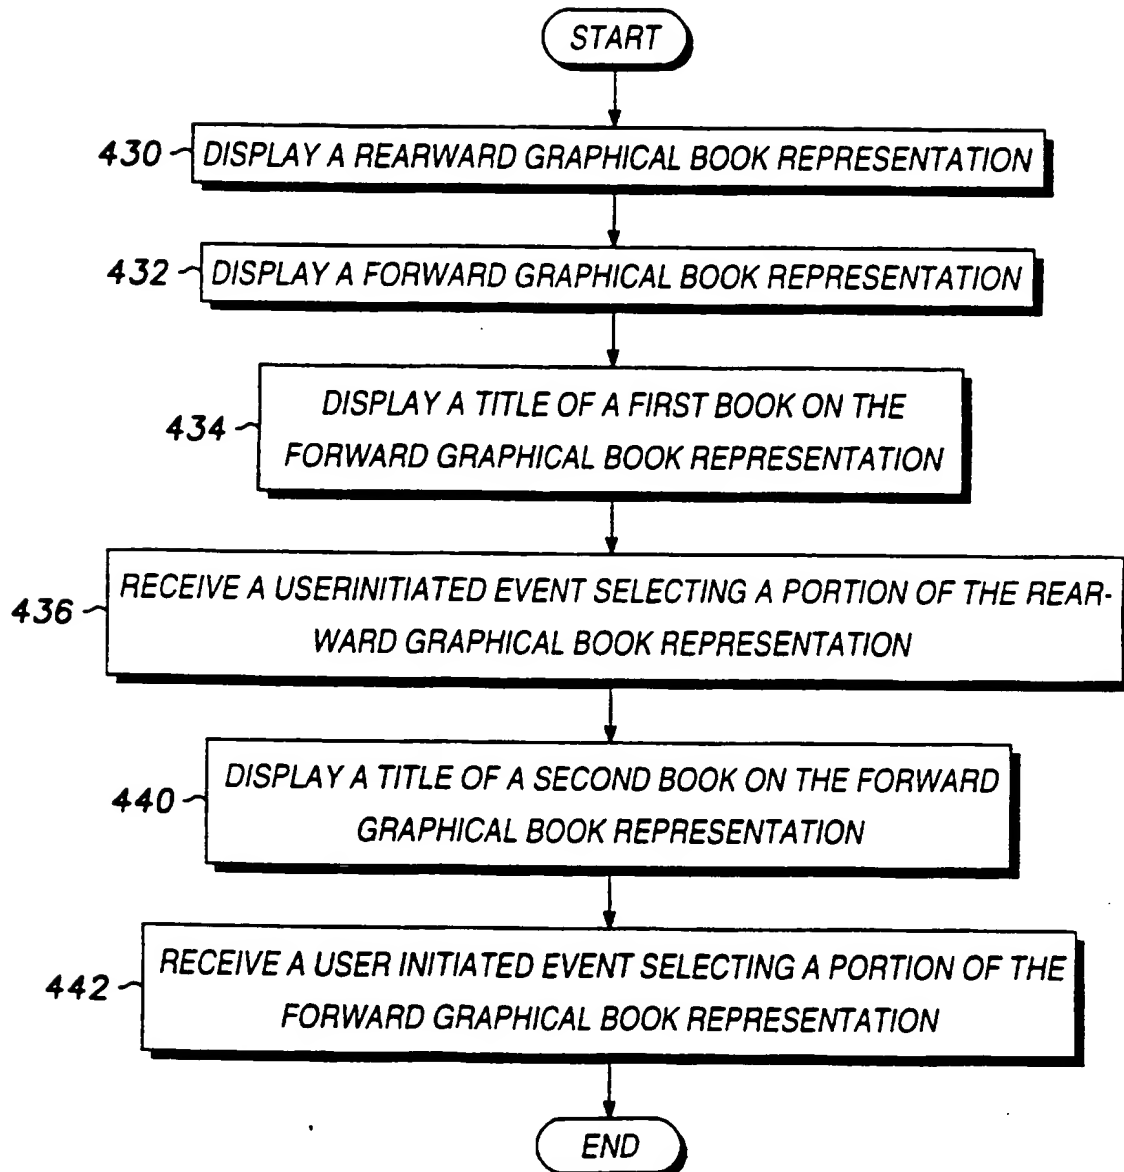 START
430 DISPLAY A REARWARD GRAPHICAL BOOK REPRESENTATION
432 DISPLAY A FORWARD GRAPHICAL BOOK REPRESENTATION
434 DISPLAY A TITLE OF A FIRST BOOK ON THE
FORWARD GRAPHICAL BOOK REPRESENTATION
436 RECEIVE A USERINITIATED EVENT SELECTING A PORTION OF THE REAR-
WARD GRAPHICAL BOOK REPRESENTATION
440 DISPLAY A TITLE OF A SECOND BOOK ON THE FORWARD
GRAPHICAL BOOK REPRESENTATION
442 RECEIVE A USER INITIATED EVENT SELECTING A PORTION OF THE
FORWARD GRAPHICAL BOOK REPRESENTATION
END